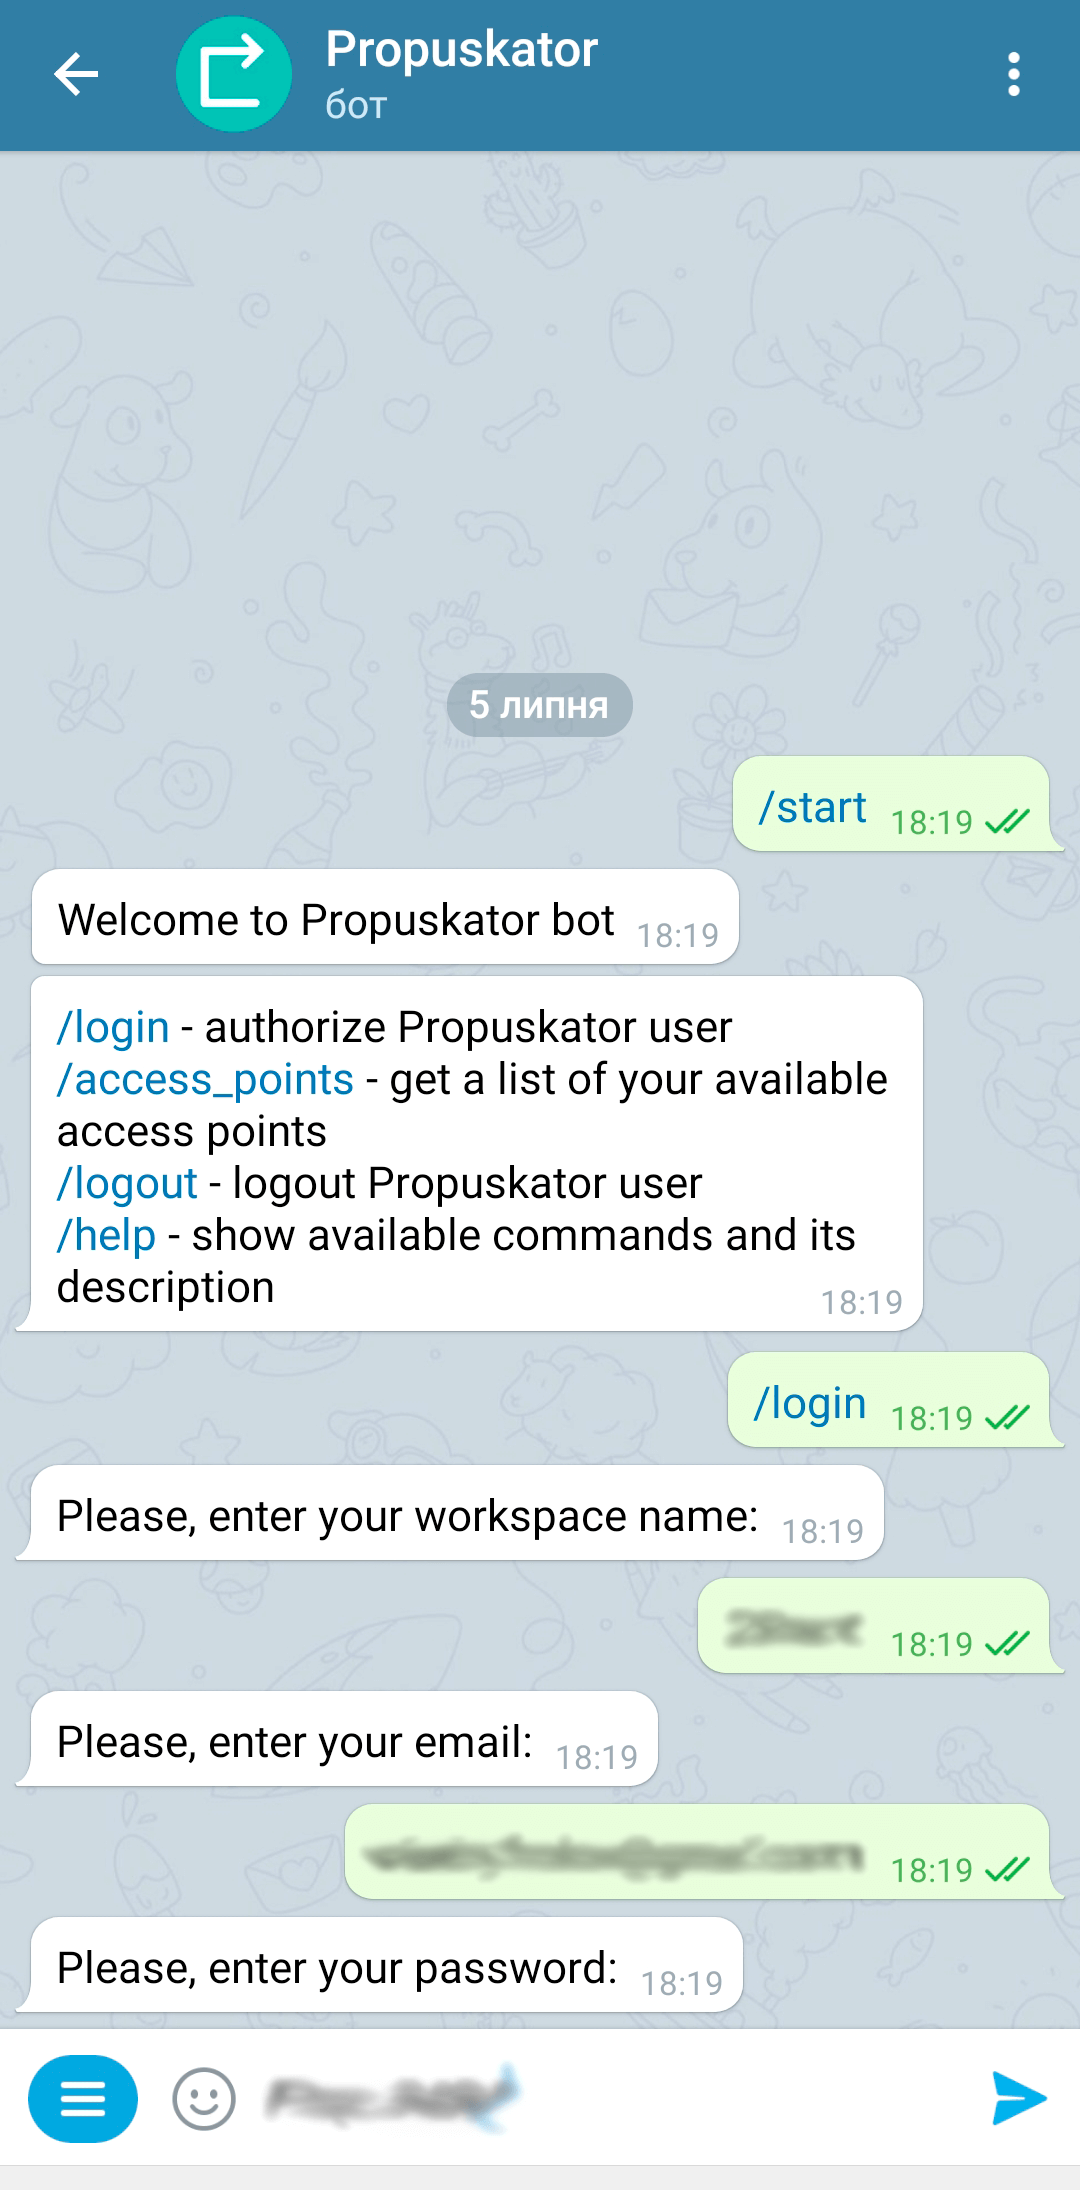 Propuskator
бот
5 липня
/start 18:19
Welcome to Propuskator bot 18:19
/login - authorize Propuskator user
/access_points - get a list of your available
access points
/logout - logout Propuskator user
/help - show available commands and its
description 18:19
/login 18:19
Please, enter your workspace name: 18:19
18:19
Please, enter your email: 18:19
18:19
Please, enter your password: 18:19